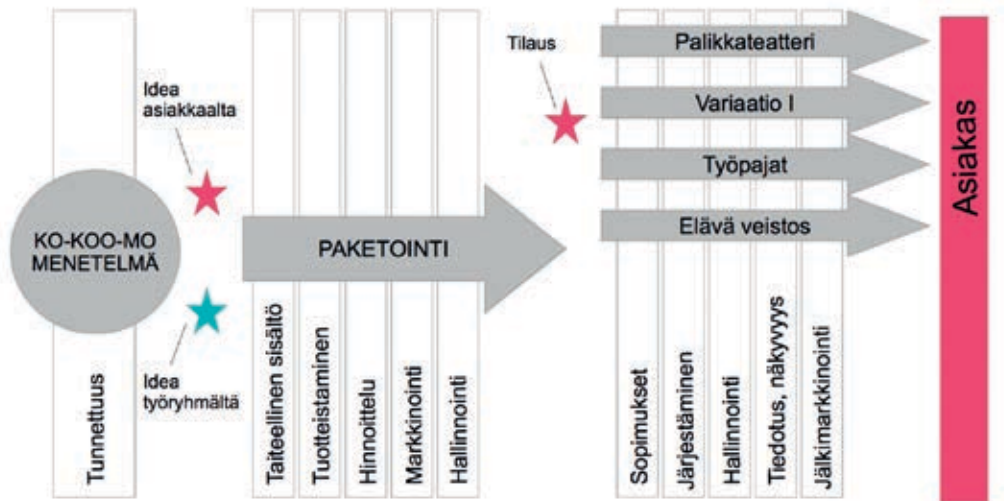 Idea
asiakkaalta
KO-KOO-MO
MENETELMÄ
Idea
työryhmältä
Tunnettuus
PAKETOINTI
Taiteellinen sisältö
Tuotteistaminen
Hinnoittelu
Markkinointi
Hallinnointi
Tilaus
Palikkateatteri
Variaatio I
Työpajat
Elävä veistos
Sopimukset
Järjestäminen
Hallinnointi
Tiedotus, näkyvyys
Jälkimarkkinointi
Asiakas